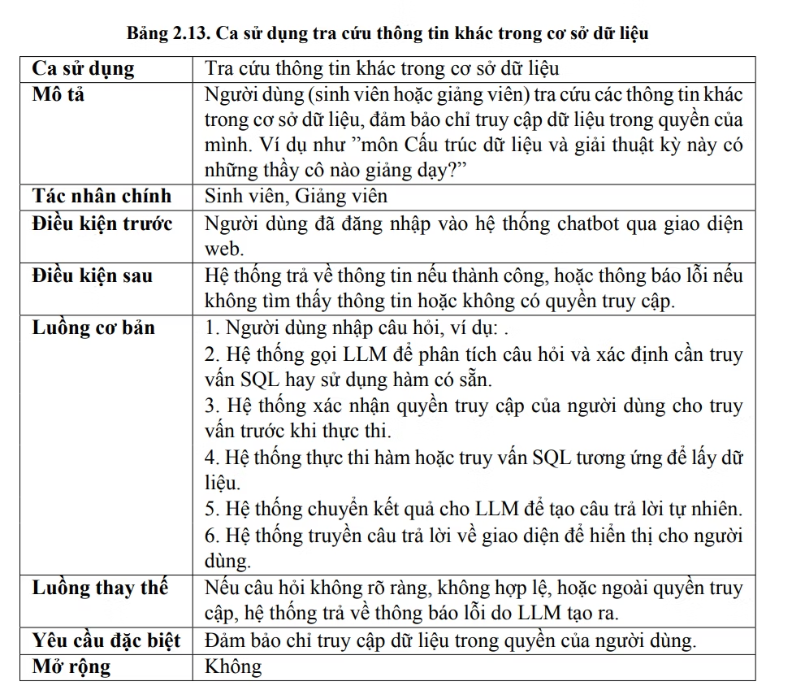 Bảng 2.13. Ca sử dụng tra cứu thông tin khác trong cơ sở dữ liệu
Ca sử dụng Tra cứu thông tin khác trong cơ sở dữ liệu
Mô tả Người dùng (sinh viên hoặc giảng viên) tra cứu các thông tin khác
trong cơ sở dữ liệu, đảm bảo chỉ truy cập dữ liệu trong quyền của
mình. Ví dụ như ”môn Cấu trúc dữ liệu và giải thuật kỳ này có
những thầy cô nào giảng dạy?”
Tác nhân chính Sinh viên, Giảng viên
Điều kiện trước Người dùng đã đăng nhập vào hệ thống chatbot qua giao diện
web.
Điều kiện sau Hệ thống trả về thông tin nếu thành công, hoặc thông báo lỗi nếu
không tìm thấy thông tin hoặc không có quyền truy cập.
Luồng cơ bản 1. Người dùng nhập câu hỏi, ví dụ: .
2. Hệ thống gọi LLM để phân tích câu hỏi và xác định cần truy
vấn SQL hay sử dụng hàm có sẵn.
3. Hệ thống xác nhận quyền truy cập của người dùng cho truy
vấn trước khi thực thi.
4. Hệ thống thực thi hàm hoặc truy vấn SQL tương ứng để lấy dữ
liệu.
5. Hệ thống chuyển kết quả cho LLM để tạo câu trả lời tự nhiên.
6. Hệ thống truyền câu trả lời về giao diện để hiển thị cho người
dùng.
Luồng thay thế Nếu câu hỏi không rõ ràng, không hợp lệ, hoặc ngoài quyền truy
cập, hệ thống trả về thông báo lỗi do LLM tạo ra.
Yêu cầu đặc biệt Đảm bảo chỉ truy cập dữ liệu trong quyền của người dùng.
Mở rộng Không